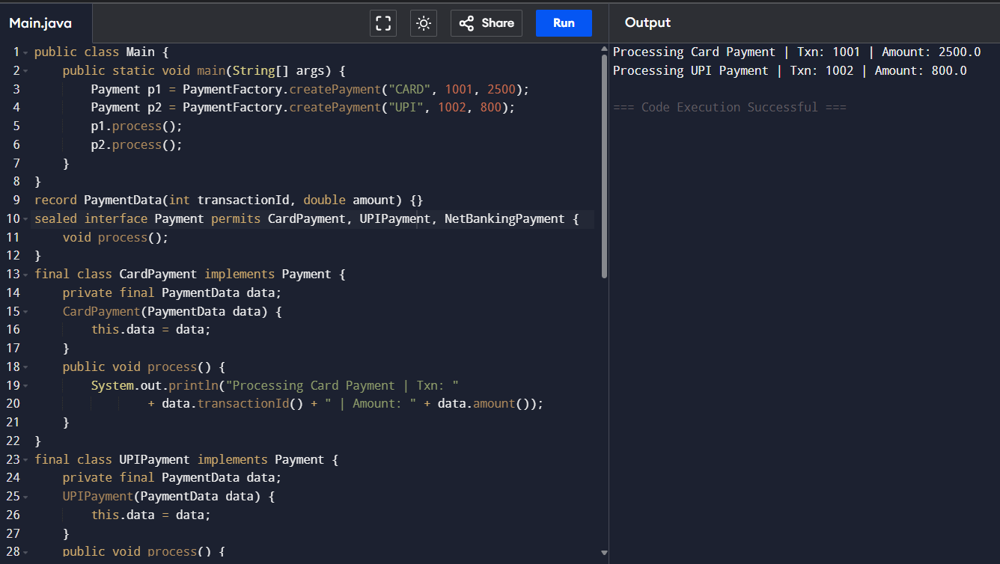 Main.java
Share
Run
Output
1 public class Main {
2     public static void main(String[] args) {
3         Payment p1 = PaymentFactory.createPayment("CARD", 1001, 2500);
4         Payment p2 = PaymentFactory.createPayment("UPI", 1002, 800);
5         p1.process();
6         p2.process();
7     }
8 }
9 record PaymentData(int transactionId, double amount) {}
10 sealed interface Payment permits CardPayment, UPIPayment, NetBankingPayment {
11     void process();
12 }
13 final class CardPayment implements Payment {
14     private final PaymentData data;
15     CardPayment(PaymentData data) {
16         this.data = data;
17     }
18     public void process() {
19         System.out.println("Processing Card Payment | Txn: "
20                 + data.transactionId() + " | Amount: " + data.amount());
21     }
22 }
23 final class UPIPayment implements Payment {
24     private final PaymentData data;
25     UPIPayment(PaymentData data) {
26         this.data = data;
27     }
28     public void process() {
Processing Card Payment | Txn: 1001 | Amount: 2500.0
Processing UPI Payment | Txn: 1002 | Amount: 800.0
=== Code Execution Successful ===